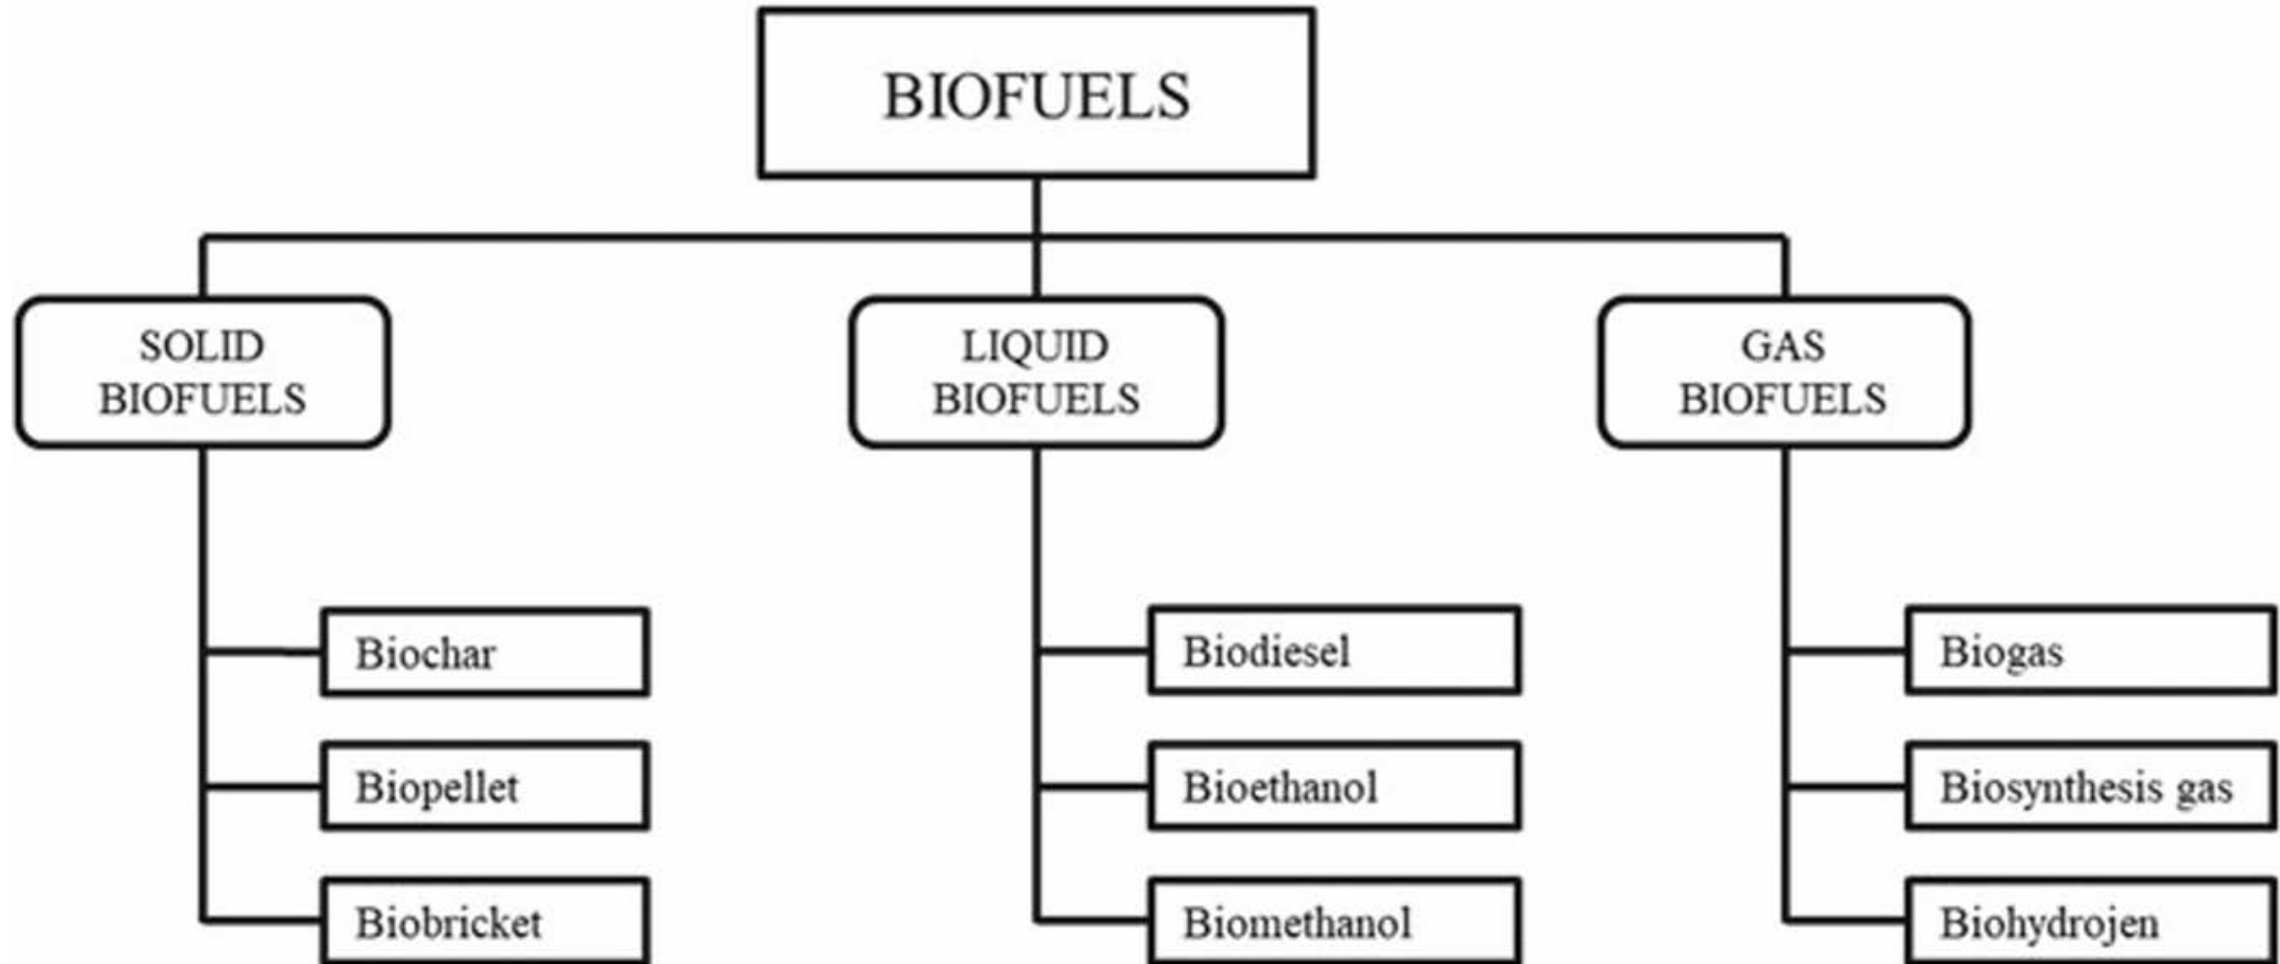 BIOFUELS
SOLID
BIOFUELS
LIQUID
BIOFUELS
GAS
BIOFUELS
Biochar
Biopellet
Biobricket
Biodiesel
Bioethanol
Biomethanol
Biogas
Biosynthesis gas
Biohydrojen